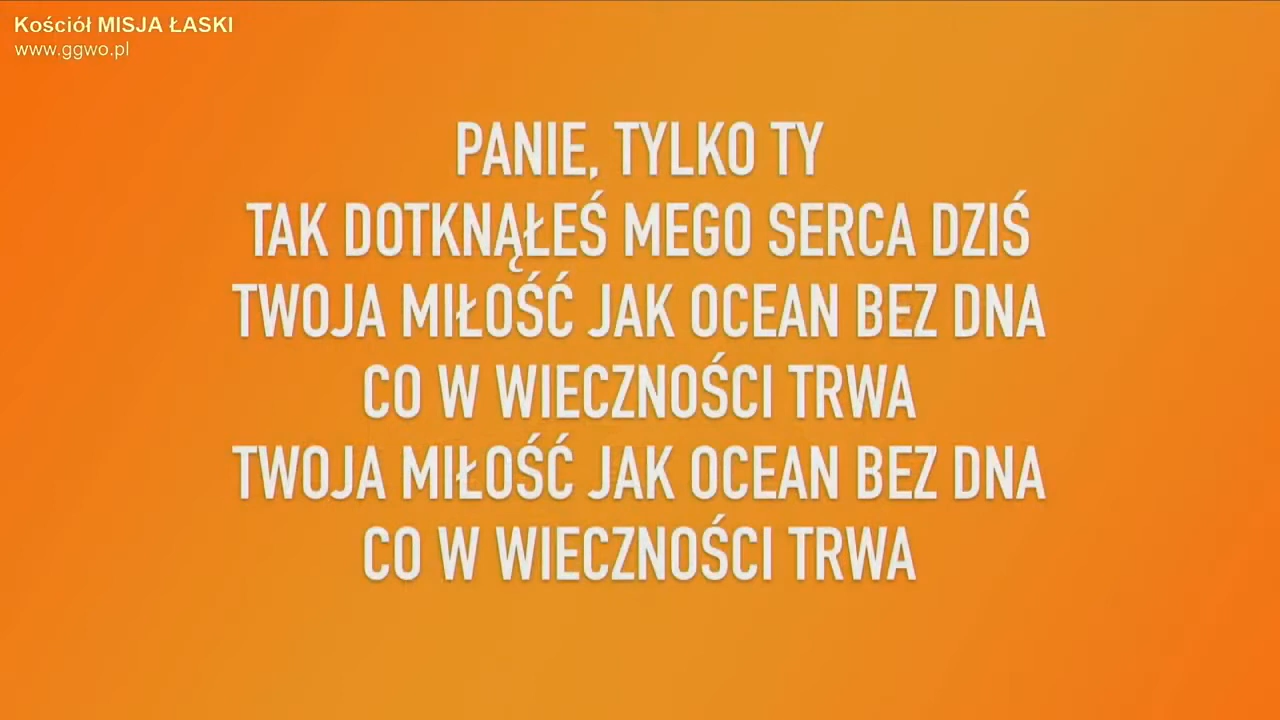 Kościół MISJA ŁASKI
www.ggwo.pl
PANIE, TYLKO TY
TAK DOTKNĄŁEŚ MEGO SERCA DZIŚ
TWOJA MIŁOŚĆ JAK OCEAN BEZ DNA
CO W WIECZNOŚCI TRWA
TWOJA MIŁOŚĆ JAK OCEAN BEZ DNA
CO W WIECZNOŚCI TRWA